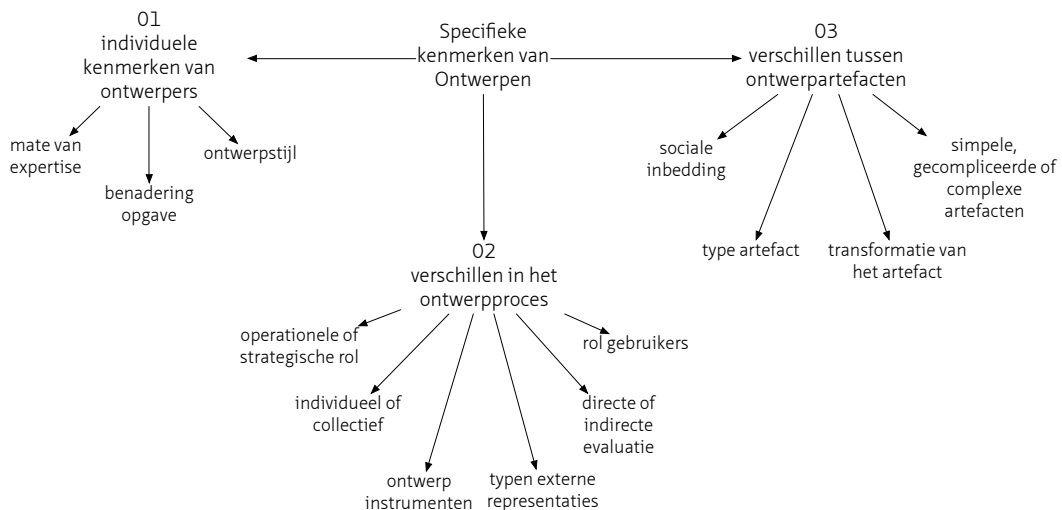 Specifieke
kenmerken van
Ontwerpen
01
individuele
kenmerken van
ontwerpers
mate van
expertise
benadering
opgave
ontwerpstijl
02
verschillen in het
ontwerpproces
operationele of
strategische rol
individueel of
collectief
ontwerp
instrumenten
typen externe
representaties
directe of
indirecte
evaluatie
rol gebruikers
03
verschillen tussen
ontwerpartefacten
sociale
inbedding
type artefact
transformatie van
het artefact
simpele,
gecompliceerde of
complexe
artefacten